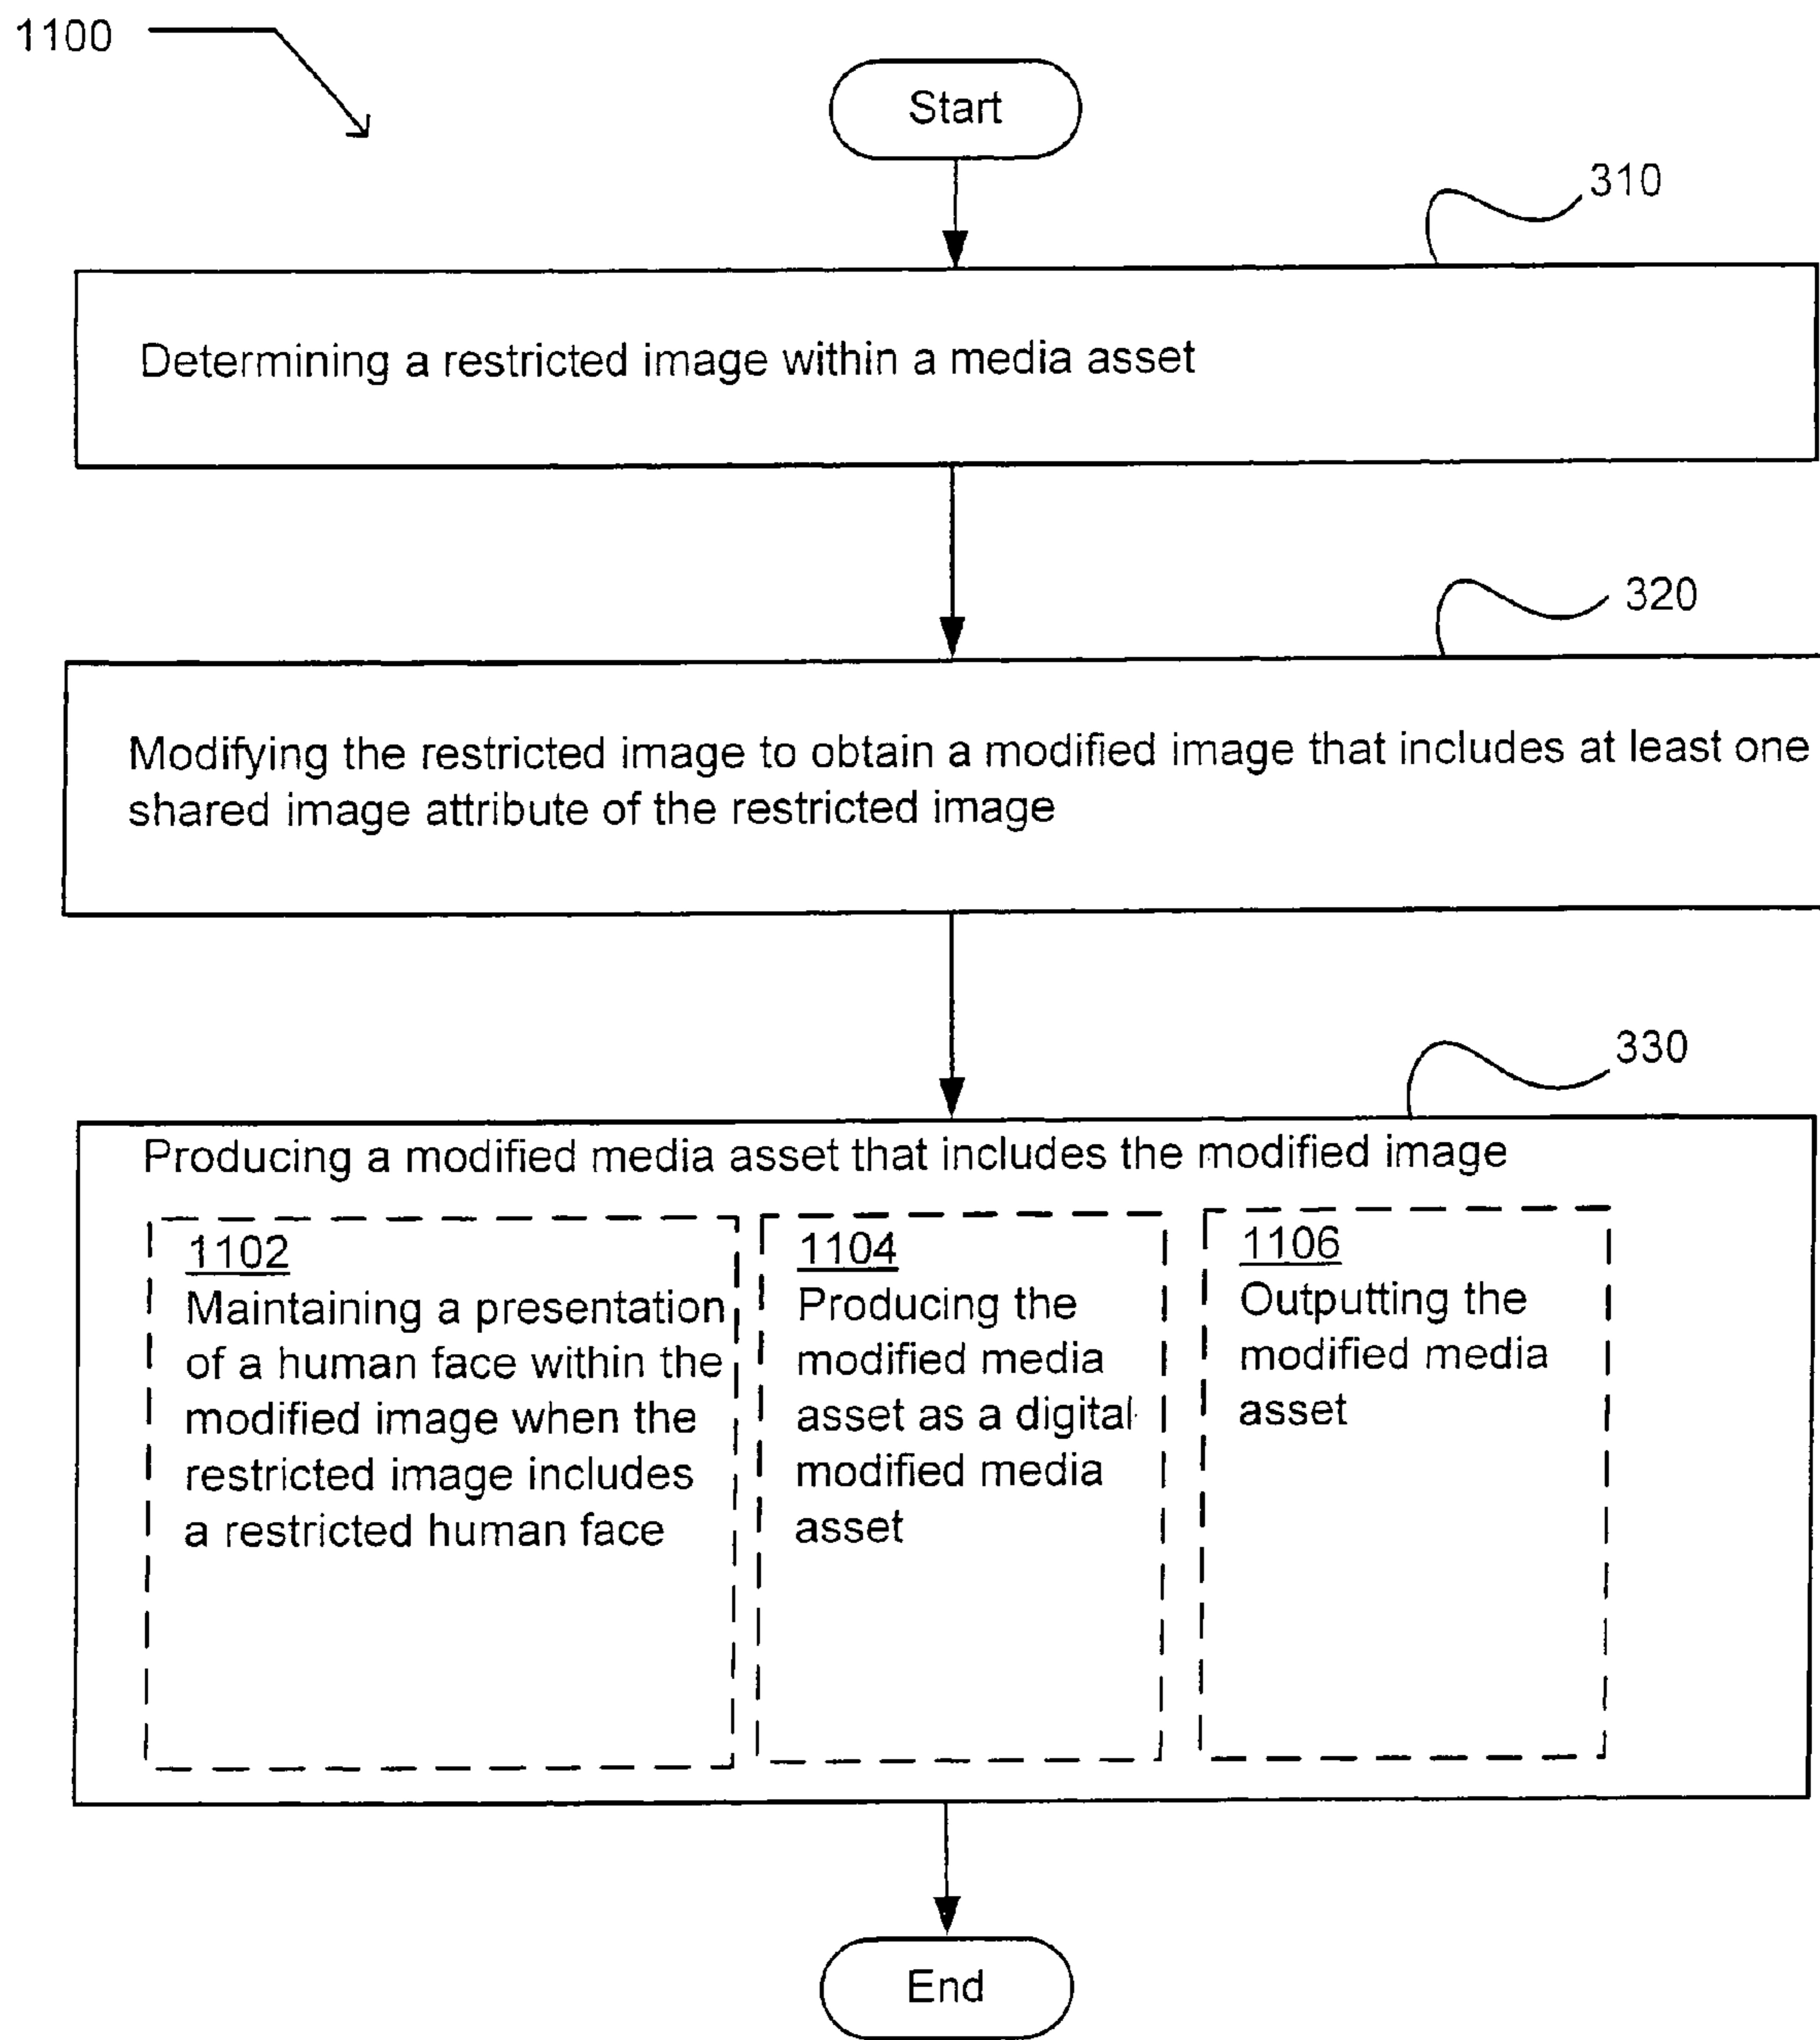 1100
Start
310
Determining a restricted image within a media asset
320
Modifying the restricted image to obtain a modified image that includes at least one
shared image attribute of the restricted image
330
Producing a modified media asset that includes the modified image
1102
Maintaining a presentation
of a human face within the
modified image when the
restricted image includes
a restricted human face
1104
Producing the
modified media
asset as a digital
modified media
asset
1106
Outputting the
modified media
asset
End